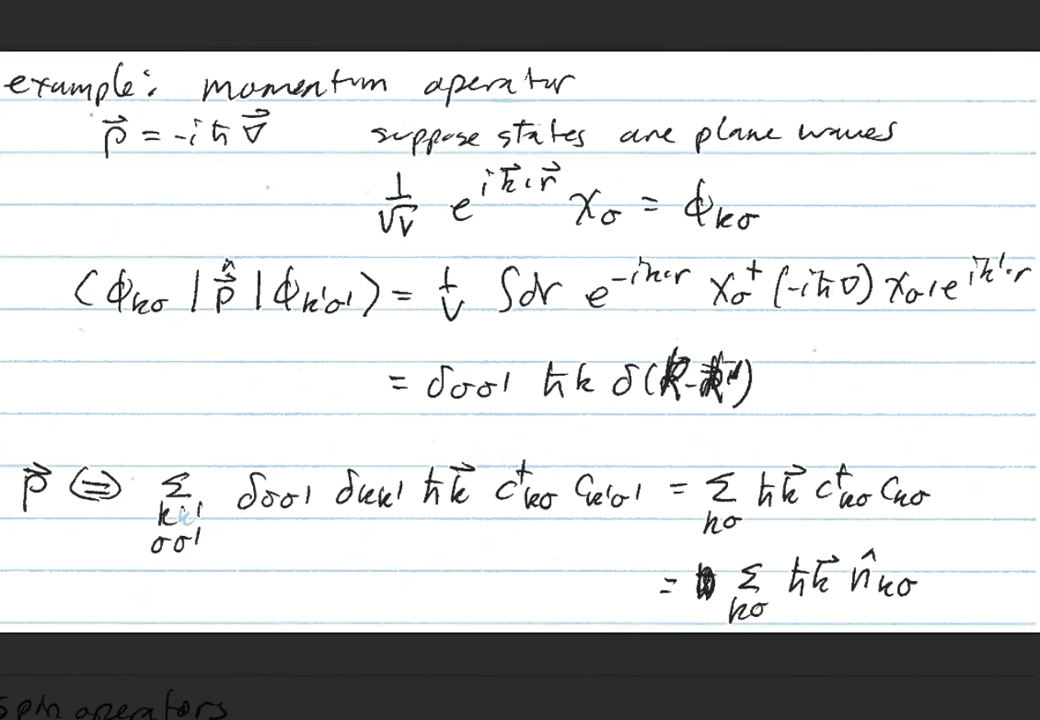 example: momentum operator
p⃗ = -iħ∇⃗ suppose states are plane waves
1/√V e^{ik⃗·r⃗} χ_σ = ϕ_{kσ}
⟨ϕ_{kσ} | p̂⃗ | ϕ_{k'σ'}⟩ = 1/V ∫dr e^{-ik·r} χ_σ^† (-iħ∇) χ_{σ'} e^{ik'·r}
= δ_{σσ'} ħk δ(k-k')
p⃗ ⇔ Σ_{kk'σσ'} δ_{σσ'} δ_{kk'} ħk⃗ c^†_{kσ} c_{k'σ'} = Σ_{kσ} ħk⃗ c^†_{kσ} c_{kσ}
= Σ_{kσ} ħk⃗ n̂_{kσ}
spin operators